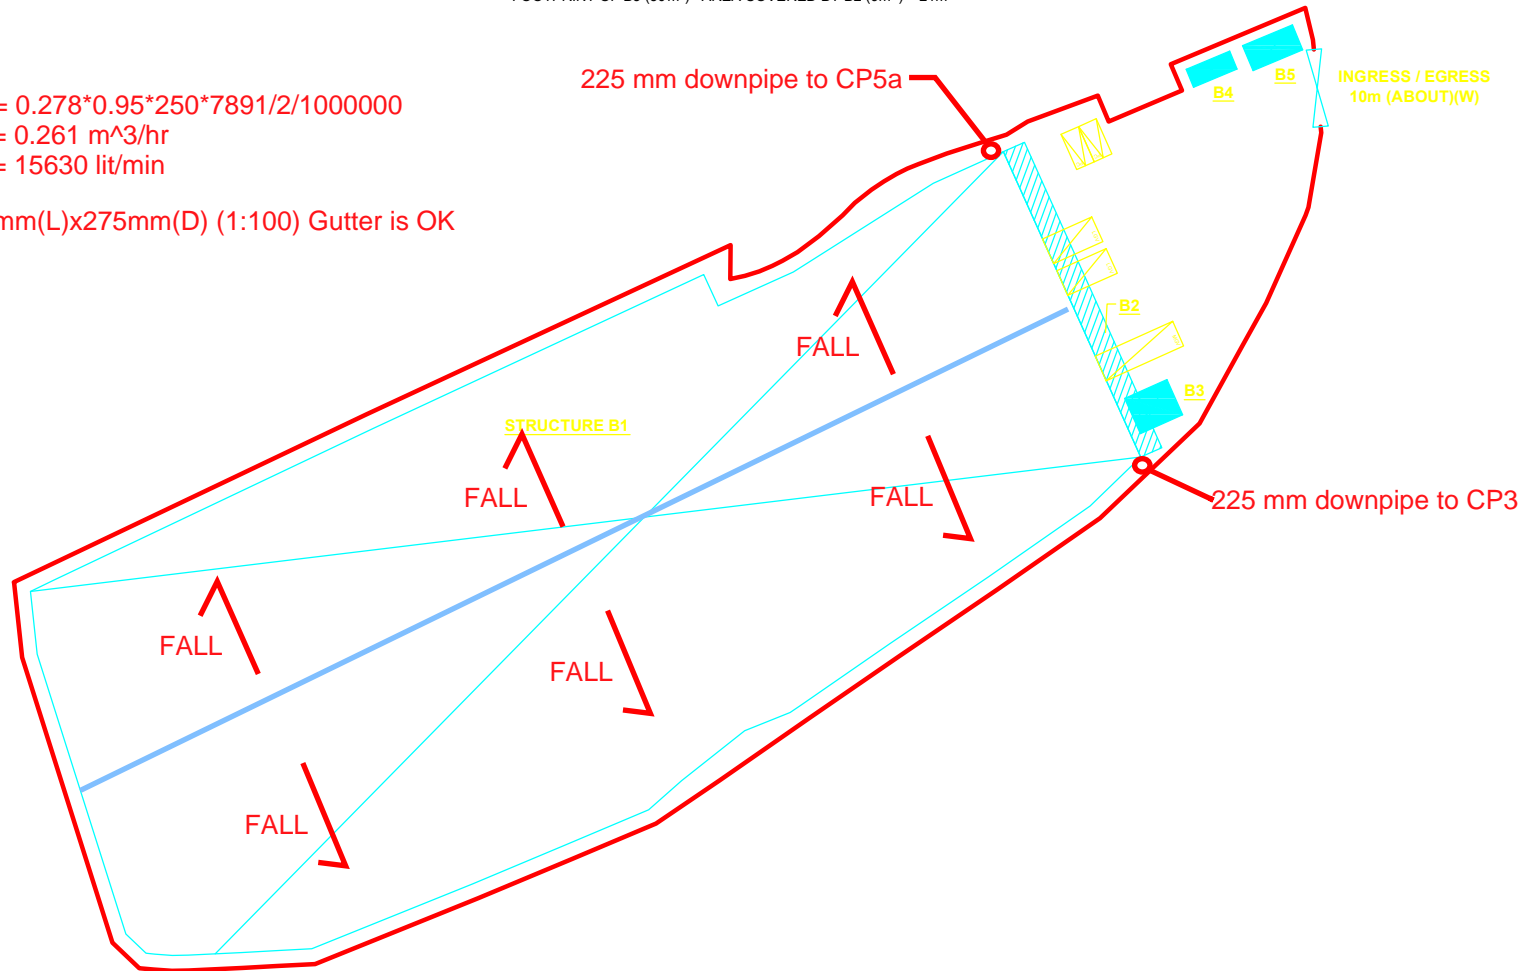 = 0.278*0.95*250*7891/2/1000000
= 0.261 m^3/hr
= 15630 lit/min
mm(L)x275mm(D) (1:100) Gutter is OK
225 mm downpipe to CP5a
B4
B5
INGRESS / EGRESS
10m (ABOUT)(W)
B2
FALL
B3
STRUCTURE B1
FALL
FALL
225 mm downpipe to CP3
FALL
FALL
FALL